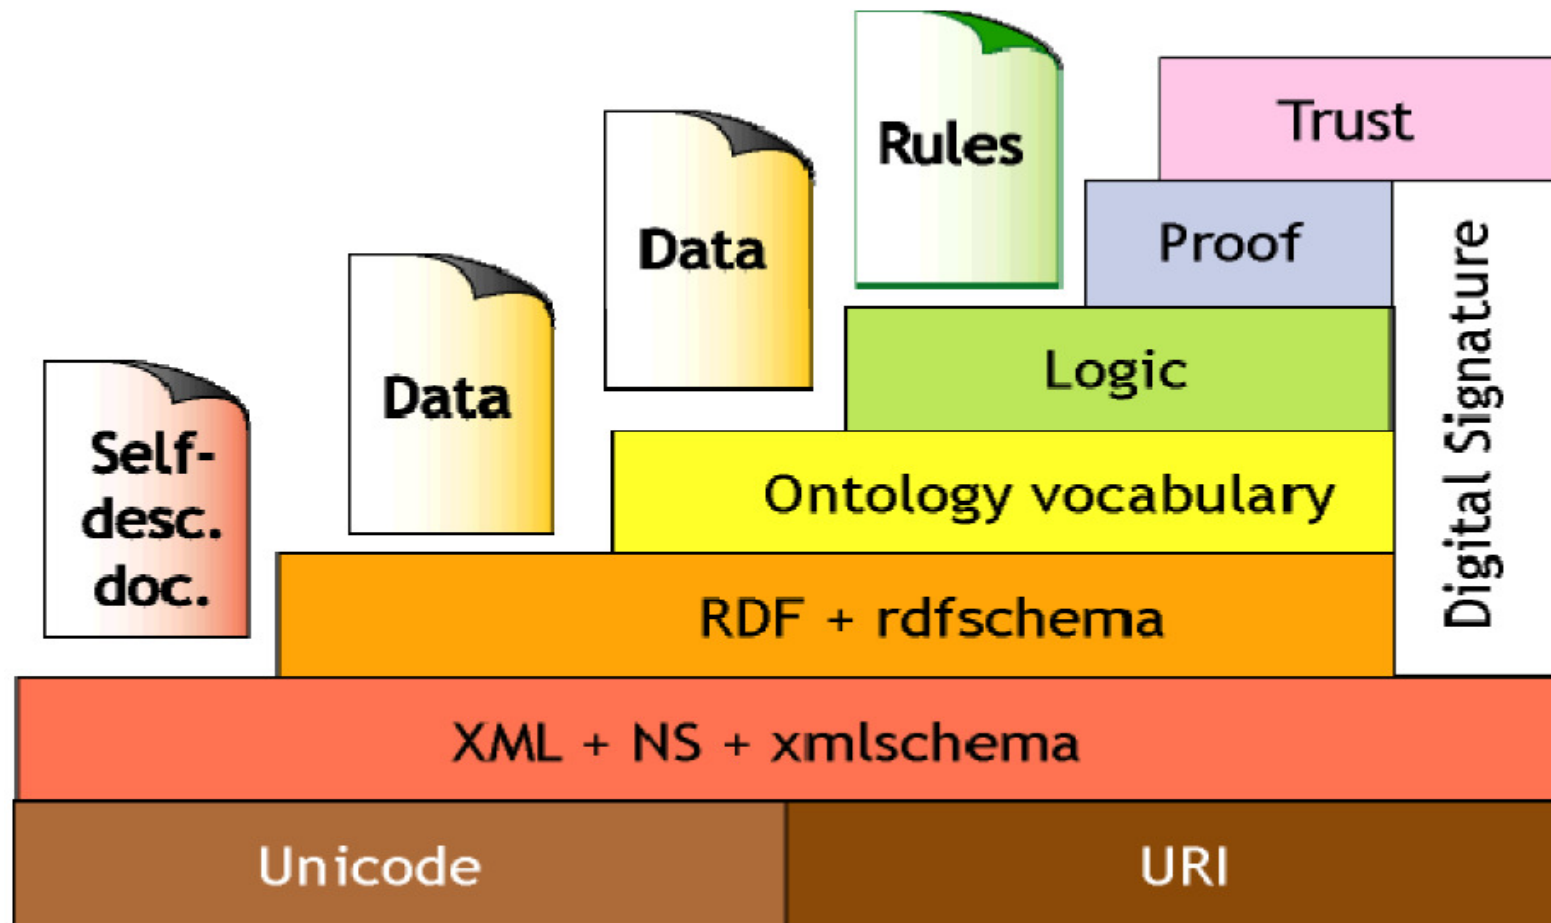 Rules
Trust
Data
Proof
Data
Logic
Self-
desc.
doc.
Ontology vocabulary
Digital Signature
RDF + rdfschema
XML + NS + xmlschema
Unicode
URI